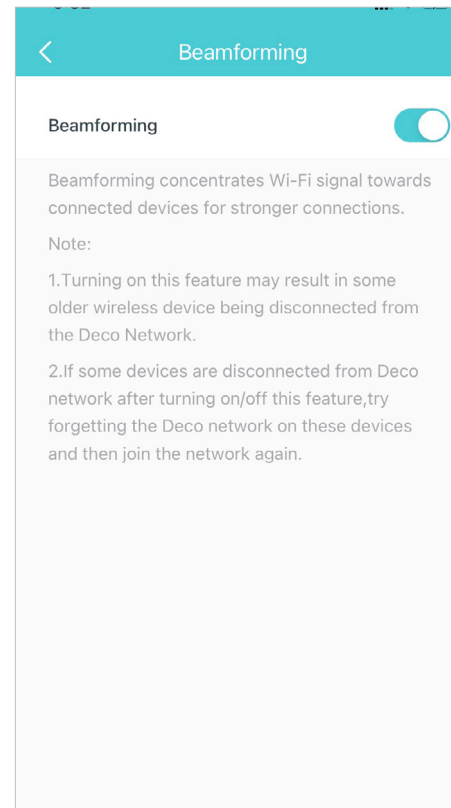 Beamforming
Beamforming
Beamforming concentrates Wi-Fi signal towards
connected devices for stronger connections.
Note:
1.Turning on this feature may result in some
older wireless device being disconnected from
the Deco Network.
2.If some devices are disconnected from Deco
network after turning on/off this feature,try
forgetting the Deco network on these devices
and then join the network again.